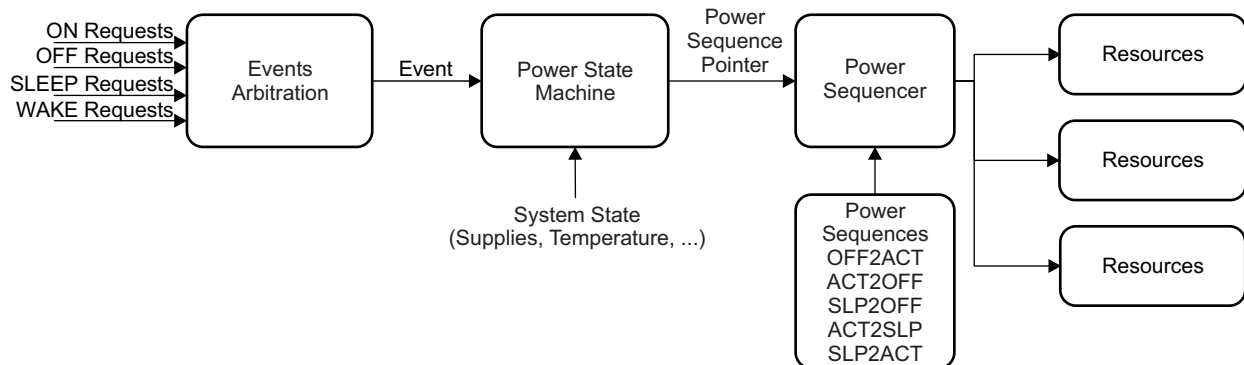 ON Requests
OFF Requests
SLEEP Requests
WAKE Requests
Events
Arbitration
Event
Power State
Machine
System State
(Supplies, Temperature, ...)
Power
Sequence
Pointer
Power
Sequencer
Power
Sequences
OFF2ACT
ACT2OFF
SLP2OFF
ACT2SLP
SLP2ACT
Resources
Resources
Resources